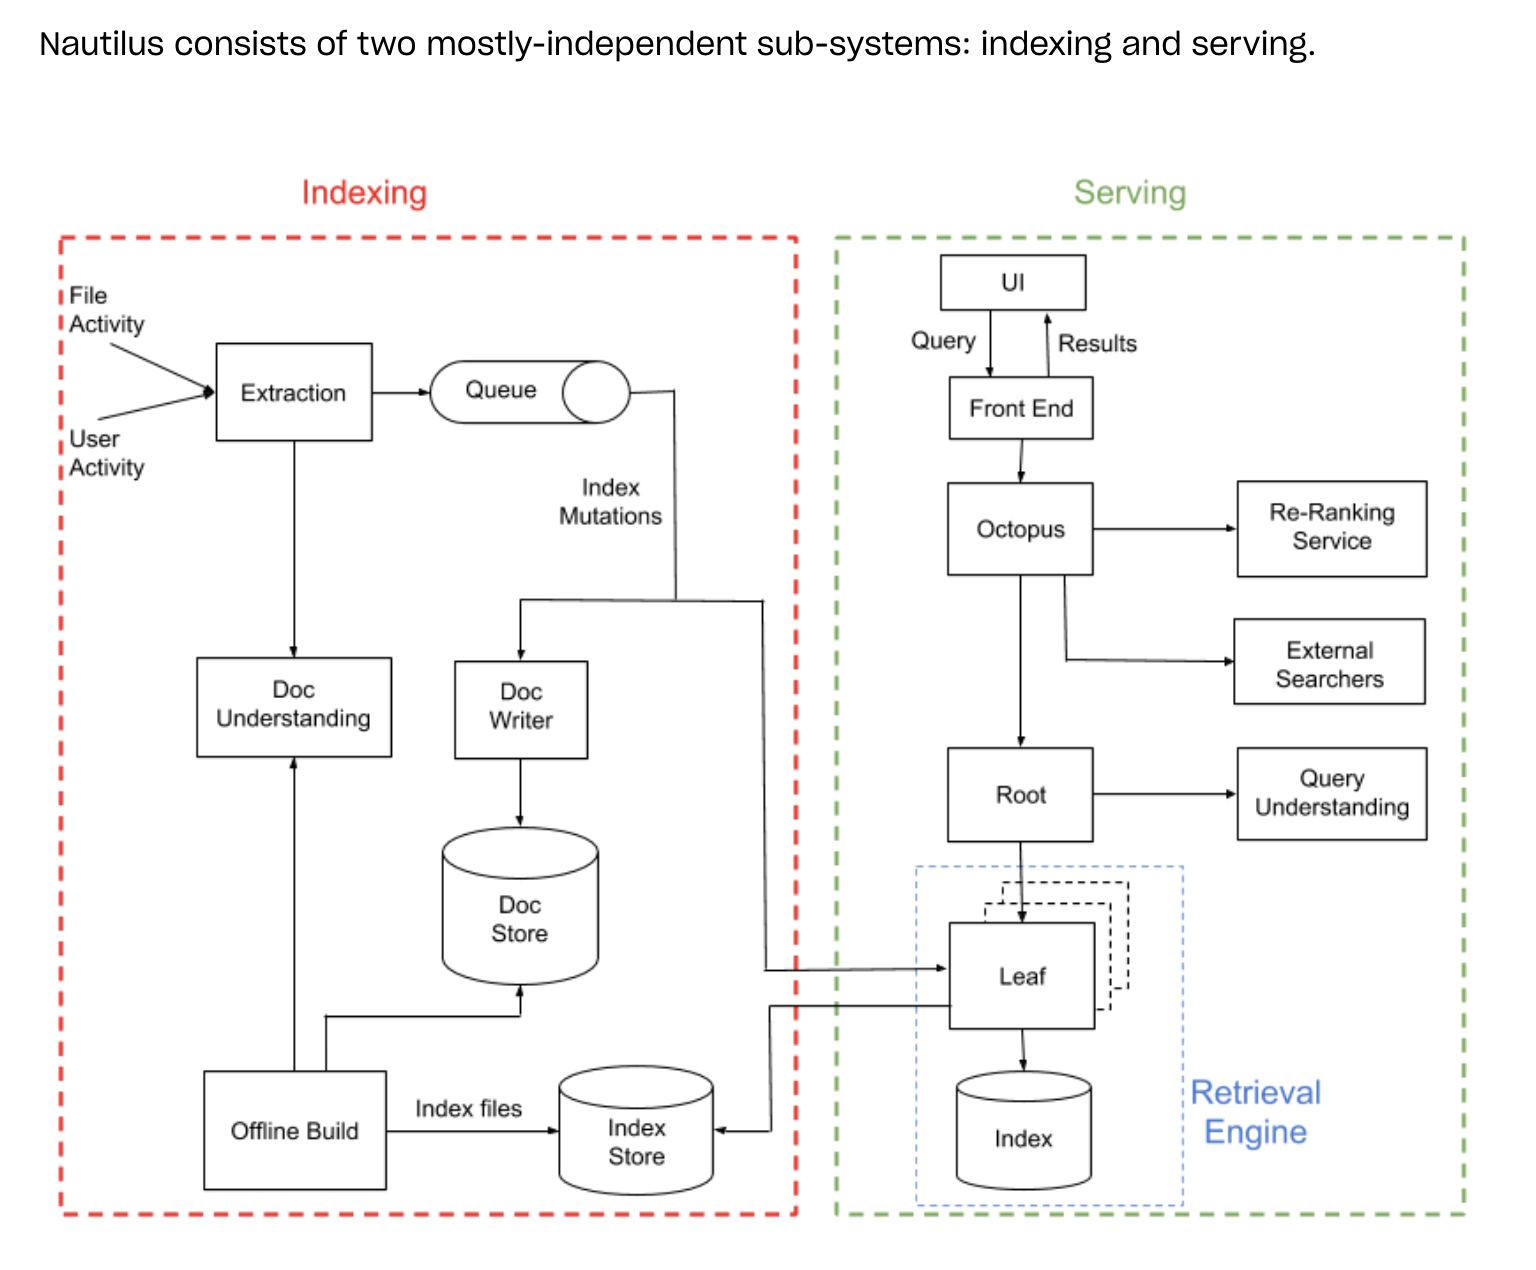 Nautilus consists of two mostly-independent sub-systems: indexing and serving.
Indexing
File
Activity
User
Activity
Extraction
Queue
Index
Mutations
Doc
Understanding
Doc
Writer
Doc
Store
Offline Build
Index files
Index
Store
Serving
UI
Query
Results
Front End
Octopus
Re-Ranking
Service
External
Searchers
Root
Query
Understanding
Leaf
Index
Retrieval
Engine